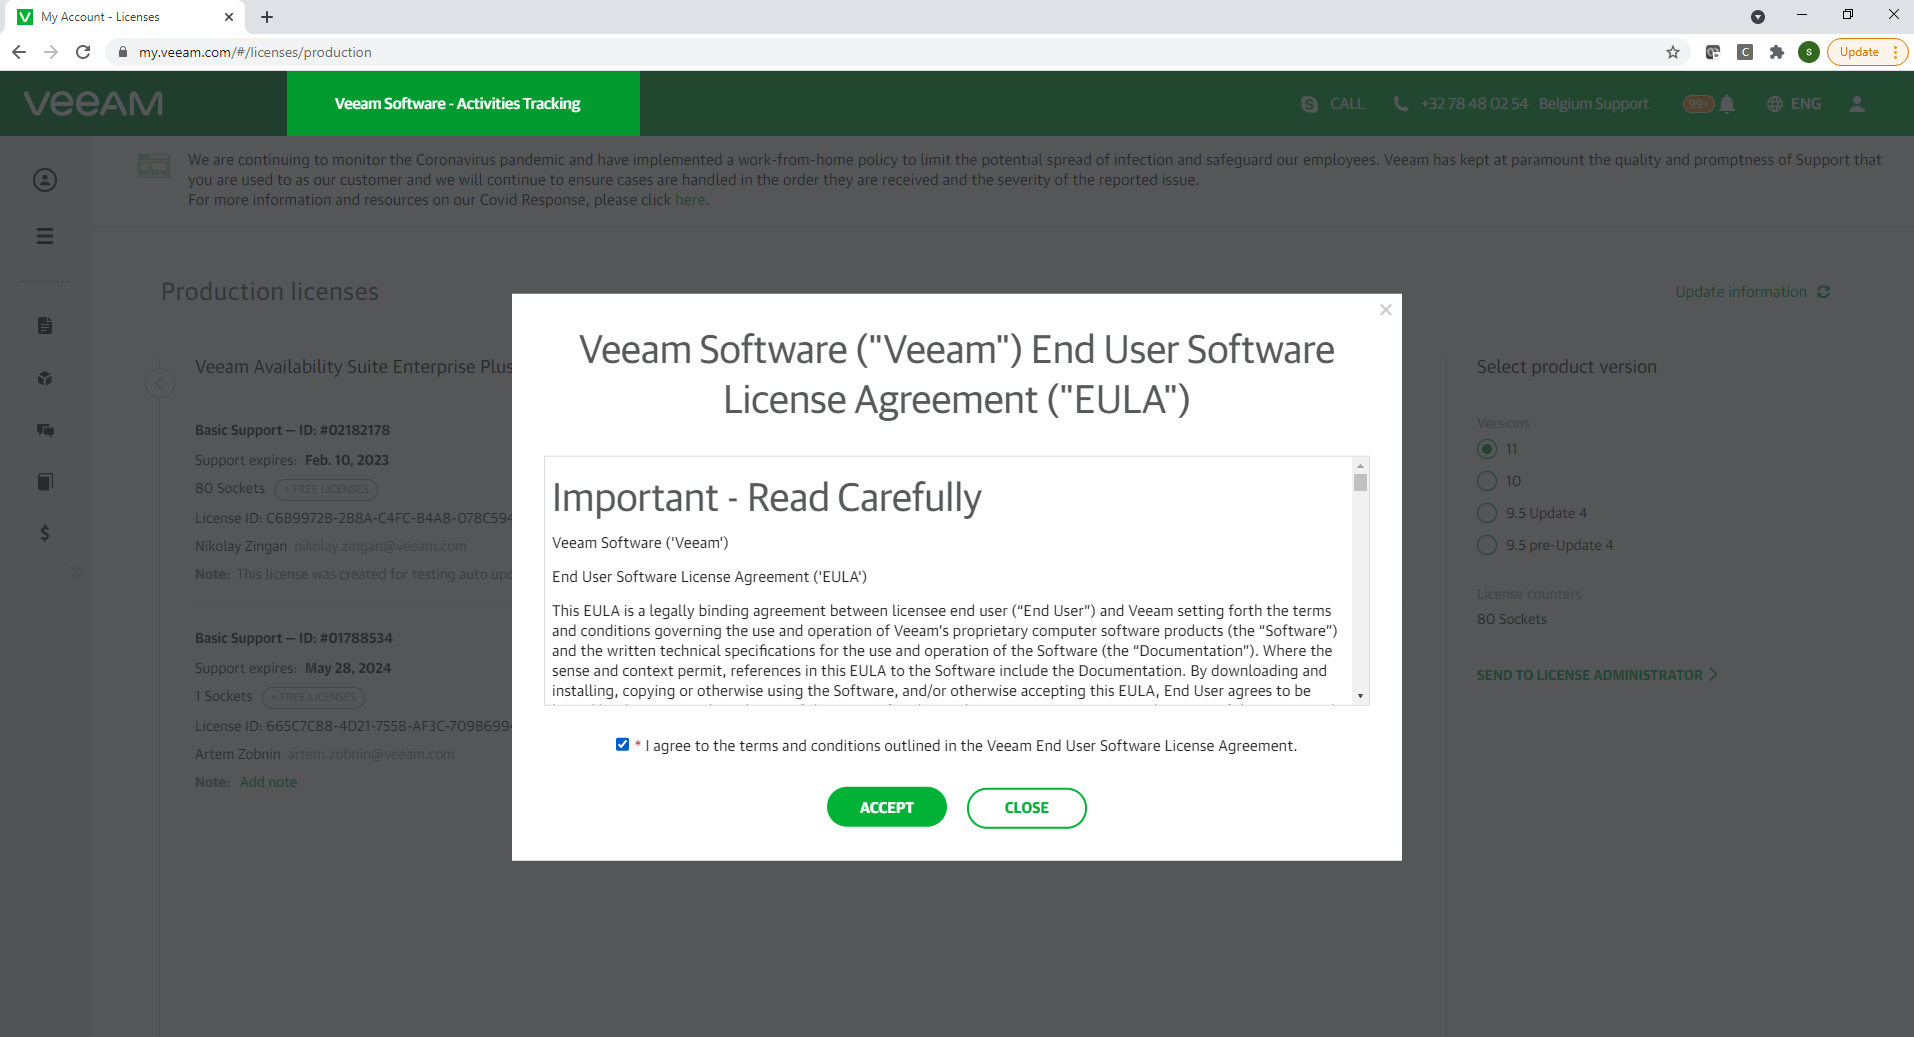 My Account - Licenses
my.veeam.com/#/licenses/production
C
s
Update
veeAM
Veeam Software - Activities Tracking
CALL
+32 78 48 02 54 Belgium Support
99+
ENG
We are continuing to monitor the Coronavirus pandemic and have implemented a work-from-home policy to limit the potential spread of infection and safeguard our employees. Veeam has kept at paramount the quality and promptness of Support that
you are used to as our customer and we will continue to ensure cases are handled in the order they are received and the severity of the reported issue.
For more information and resources on our Covid Response, please click here.
Production licenses
Update information
Veeam Availability Suite Enterprise Plus
Basic Support — ID: #02182178
Support expires: Feb. 10, 2023
80 Sockets + FREE LICENSES
License ID: C6B9972B-2B8A-C4FC-B4A8-078C594
Nikolay Zingan nikolay.zingan@veeam.com
Note: This license was created for testing auto upd
Basic Support — ID: #01788534
Support expires: May 28, 2024
1 Sockets + FREE LICENSES
License ID: 665C7C88-4D21-755B-AF3C-709B699
Artem Zobnin artem.zobnin@veeam.com
Note: Add note
Veeam Software ("Veeam") End User Software
License Agreement ("EULA")
Important - Read Carefully
Veeam Software ('Veeam')
End User Software License Agreement ('EULA')
This EULA is a legally binding agreement between licensee end user (“End User”) and Veeam setting forth the terms
and conditions governing the use and operation of Veeam’s proprietary computer software products (the “Software”)
and the written technical specifications for the use and operation of the Software (the “Documentation”). Where the
sense and context permit, references in this EULA to the Software include the Documentation. By downloading and
installing, copying or otherwise using the Software, and/or otherwise accepting this EULA, End User agrees to be
* I agree to the terms and conditions outlined in the Veeam End User Software License Agreement.
ACCEPT
CLOSE
Select product version
Versions
11
10
9.5 Update 4
9.5 pre-Update 4
License counters
80 Sockets
SEND TO LICENSE ADMINISTRATOR